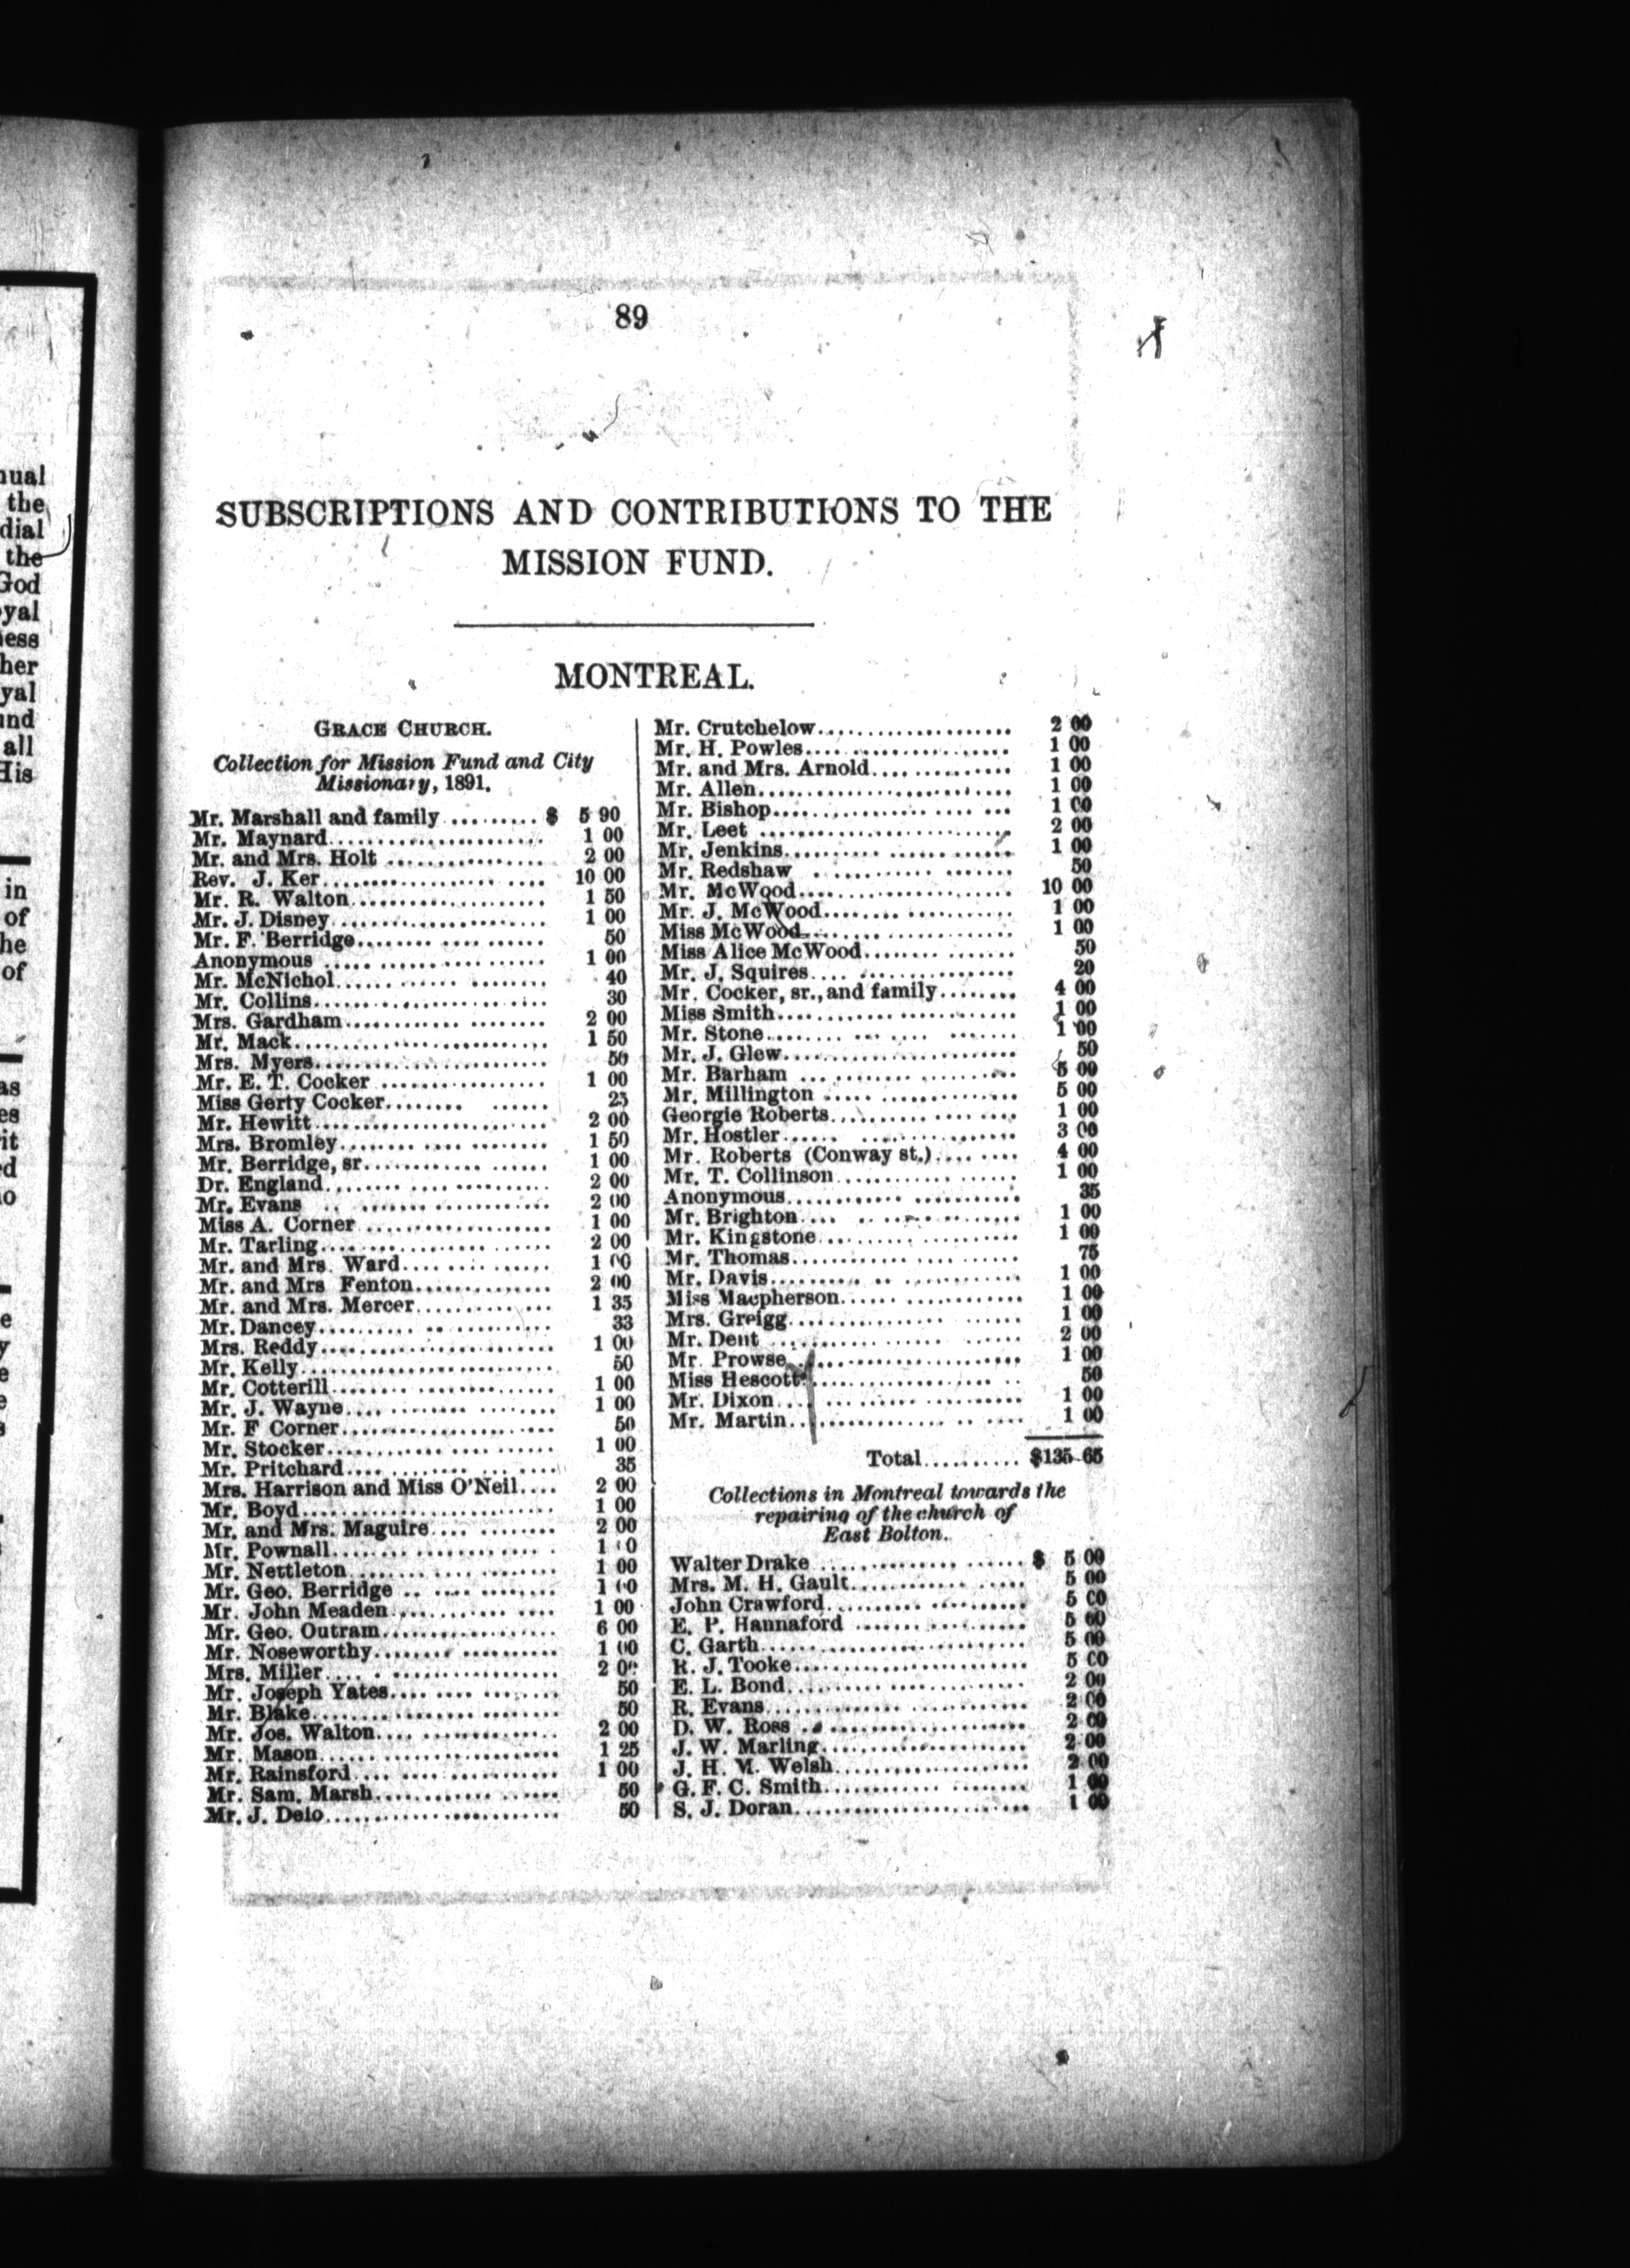 nual
the
dial
the
God
oyal
ness
her
yal
und
all
His
in
of
he
of
as
es
it
ed
no
e
y
e
e
s
89
SUBSCRIPTIONS AND CONTRIBUTIONS TO THE
MISSION FUND.
MONTREAL.
GRACE CHURCH.
Collection for Mission Fund and City
Missionary, 1891.
Mr. Marshall and family ......... $ 5 90
Mr. Maynard..................... 1 00
Mr. and Mrs. Holt ............... 2 00
Rev. J. Ker..................... 10 00
Mr. R. Walton................... 1 50
Mr. J. Disney.................... 1 00
Mr. F. Berridge.................. 50
Anonymous ..................... 1 00
Mr. McNichol.................... 40
Mr. Collins...................... 30
Mrs. Gardham................... 2 00
Mr. Mack........................ 1 50
Mrs. Myers...................... 50
Mr. E. T. Cocker ................ 1 00
Miss Gerty Cocker............... 25
Mr. Hewitt...................... 2 00
Mrs. Bromley.................... 1 50
Mr. Berridge, sr................. 1 00
Dr. England..................... 2 00
Mr. Evans ...................... 2 00
Miss A. Corner .................. 1 00
Mr. Tarling...................... 2 00
Mr. and Mrs. Ward.............. 1 00
Mr. and Mrs Fenton............. 2 00
Mr. and Mrs. Mercer............. 1 35
Mr. Dancey...................... 33
Mrs. Reddy...................... 1 00
Mr. Kelly........................ 50
Mr. Cotterill..................... 1 00
Mr. J. Wayne.................... 1 00
Mr. F Corner.................... 50
Mr. Stocker...................... 1 00
Mr. Pritchard.................... 35
Mrs. Harrison and Miss O'Neil.... 2 00
Mr. Boyd........................ 1 00
Mr. and Mrs. Maguire............ 2 00
Mr. Pownall..................... 1 00
Mr. Nettleton.................... 1 00
Mr. Geo. Berridge ............... 1 00
Mr. John Meaden................ 1 00
Mr. Geo. Outram................. 6 00
Mr. Noseworthy................. 1 00
Mrs. Miller...................... 2 00
Mr. Joseph Yates................ 50
Mr. Blake....................... 50
Mr. Jos. Walton.................. 2 00
Mr. Mason...................... 1 25
Mr. Rainsford................... 1 00
Mr. Sam. Marsh................. 50
Mr. J. Delo...................... 50
Mr. Crutchelow................... 2 00
Mr. H. Powles.................... 1 00
Mr. and Mrs. Arnold.............. 1 00
Mr. Allen........................ 1 00
Mr. Bishop....................... 1 00
Mr. Leet ........................ 2 00
Mr. Jenkins...................... 1 00
Mr. Redshaw .................... 50
Mr. McWood..................... 10 00
Mr. J. McWood.................. 1 00
Miss McWood.................... 1 00
Miss Alice McWood............... 50
Mr. J. Squires.................... 20
Mr. Cocker, sr., and family........ 4 00
Miss Smith....................... 1 00
Mr. Stone........................ 1 00
Mr. J. Glew...................... 50
Mr. Barham ..................... 5 00
Mr. Millington ................... 5 00
Georgie Roberts.................. 1 00
Mr. Hostler...................... 3 00
Mr. Roberts (Conway st.)......... 4 00
Mr. T. Collinson.................. 1 00
Anonymous...................... 35
Mr. Brighton..................... 1 00
Mr. Kingstone................... 1 00
Mr. Thomas...................... 75
Mr. Davis........................ 1 00
Miss Macpherson................. 1 00
Mrs. Greigg...................... 1 00
Mr. Dent ........................ 2 00
Mr. Prowse...................... 1 00
Miss Hescott..................... 50
Mr. Dixon....................... 1 00
Mr. Martin...................... 1 00
Total.......... $135 65
Collections in Montreal towards the
repairing of the church of
East Bolton.
Walter Drake ................... $ 5 00
Mrs. M. H. Gault................. 5 00
John Crawford................... 5 00
E. P. Hannaford ................. 5 00
C. Garth......................... 5 00
R. J. Tooke...................... 5 00
E. L. Bond....................... 2 00
R. Evans........................ 2 00
D. W. Ross ..................... 2 00
J. W. Marling.................... 2 00
J. H. M. Welsh................... 2 00
G. F. C. Smith................... 1 00
S. J. Doran...................... 1 00